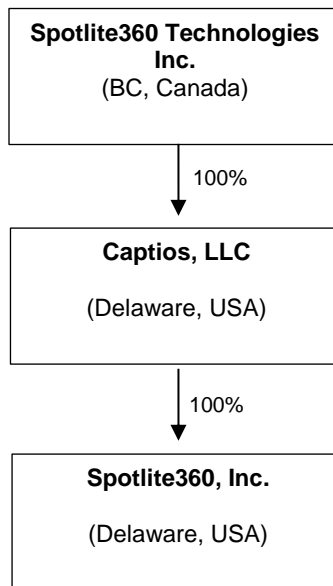 Spotlite360 Technologies
Inc.
(BC, Canada)
100%
Captios, LLC
(Delaware, USA)
100%
Spotlite360, Inc.
(Delaware, USA)